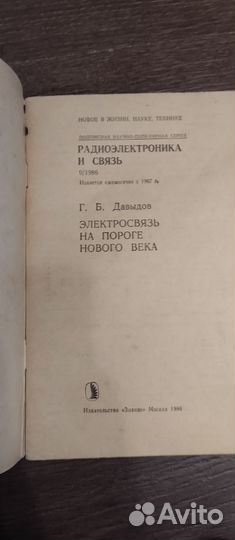 НОВОЕ В ЖИЗНИ, НАУКЕ, ТЕХНИКЕ
ПОДПИСНАЯ НАУЧНО-ПОПУЛЯРНАЯ СЕРИЯ
РАДИОЭЛЕКТРОНИКА
И СВЯЗЬ
9/1986
Издается ежемесячно с 1967 г.
Г. Б. Давыдов
ЭЛЕКТРОСВЯЗЬ
НА ПОРОГЕ
НОВОГО ВЕКА
Издательство «Знание» Москва 1986
Avito